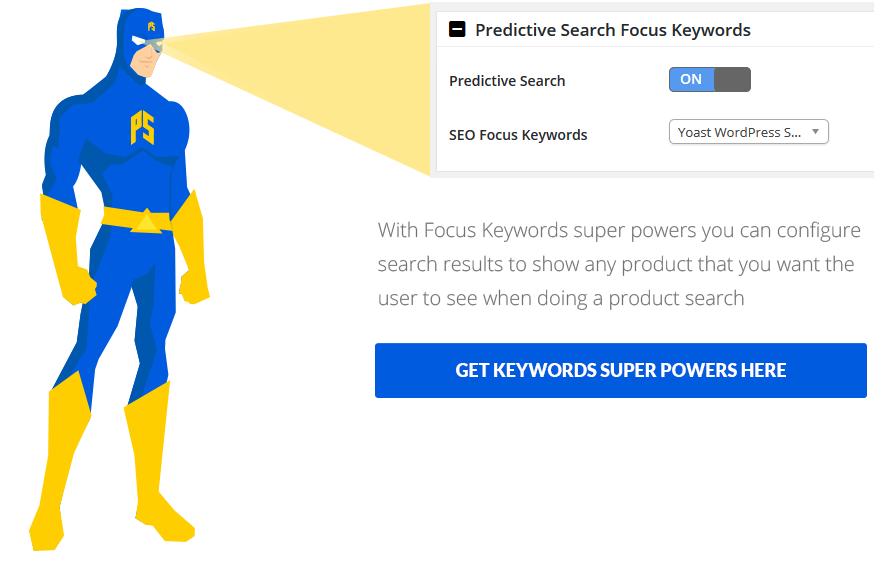 PS
Predictive Search Focus Keywords
PS
Predictive Search
ON
SEO Focus Keywords
Yoast WordPress S...
With Focus Keywords super powers you can configure
search results to show any product that you want the
user to see when doing a product search
GET KEYWORDS SUPER POWERS HERE